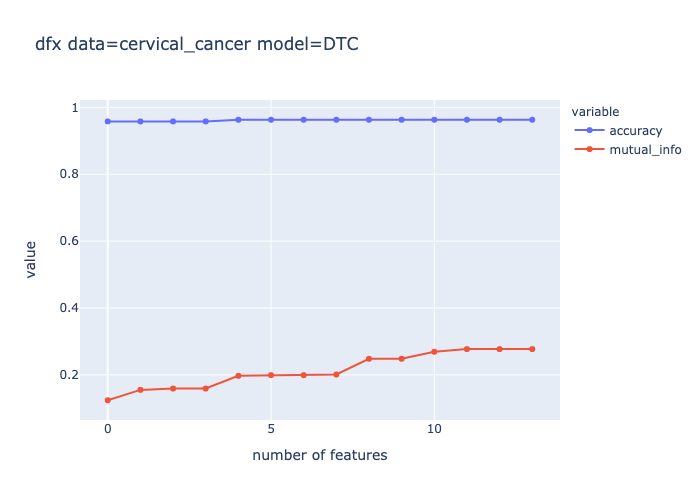 dfx data=cervical_cancer model=DTC
variable
accuracy
mutual_info
value
1
0.8
0.6
0.4
0.2
0
5
10
number of features